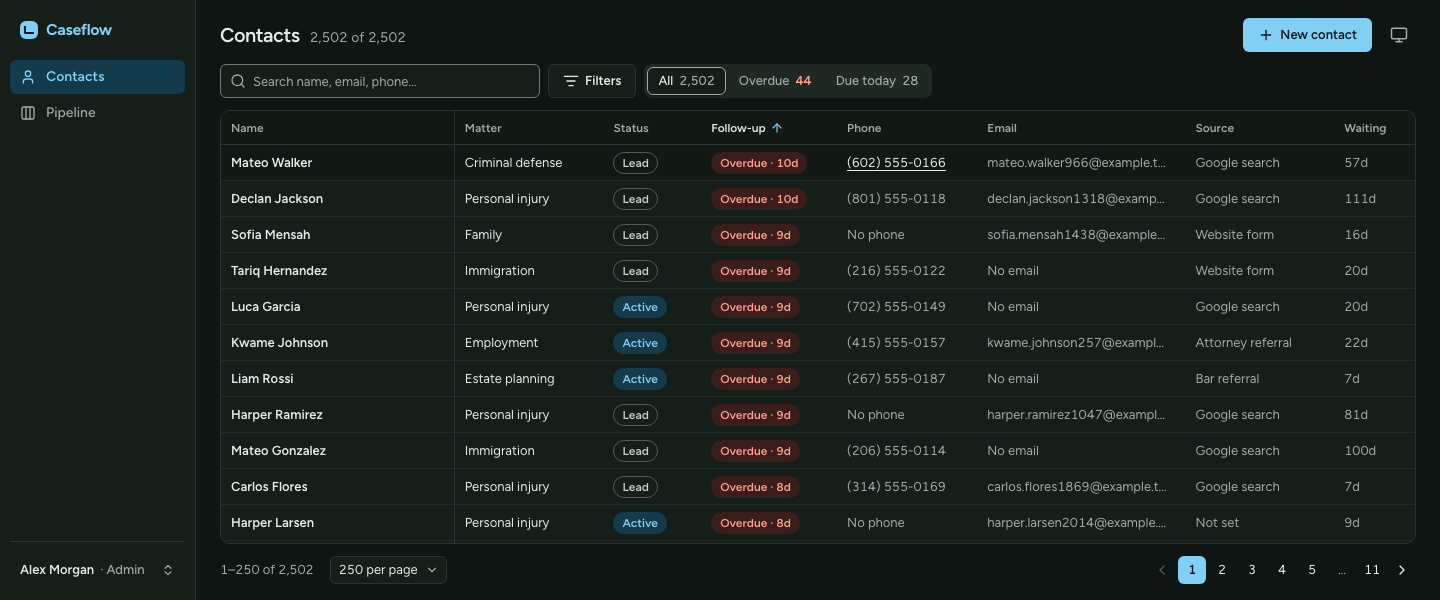 Caseflow
Contacts
Pipeline
Alex Morgan · Admin
Contacts 2,502 of 2,502
New contact
Search name, email, phone...
Filters
All 2,502 Overdue 44 Due today 28
Name Matter Status Follow-up Phone Email Source Waiting
Mateo Walker Criminal defense Lead Overdue · 10d (602) 555-0166 mateo.walker966@example.t... Google search 57d
Declan Jackson Personal injury Lead Overdue · 10d (801) 555-0118 declan.jackson1318@examp... Google search 111d
Sofia Mensah Family Lead Overdue · 9d No phone sofia.mensah1438@example... Website form 16d
Tariq Hernandez Immigration Lead Overdue · 9d (216) 555-0122 No email Website form 20d
Luca Garcia Personal injury Active Overdue · 9d (702) 555-0149 No email Google search 20d
Kwame Johnson Employment Active Overdue · 9d (415) 555-0157 kwame.johnson257@exampl... Attorney referral 22d
Liam Rossi Estate planning Active Overdue · 9d (267) 555-0187 No email Bar referral 7d
Harper Ramirez Personal injury Lead Overdue · 9d No phone harper.ramirez1047@exampl... Google search 81d
Mateo Gonzalez Immigration Lead Overdue · 9d (206) 555-0114 No email Google search 100d
Carlos Flores Personal injury Lead Overdue · 8d (314) 555-0169 carlos.flores1869@example.t... Google search 7d
Harper Larsen Personal injury Active Overdue · 8d No phone harper.larsen2014@example.... Not set 9d
1–250 of 2,502 250 per page 1 2 3 4 5 ... 11